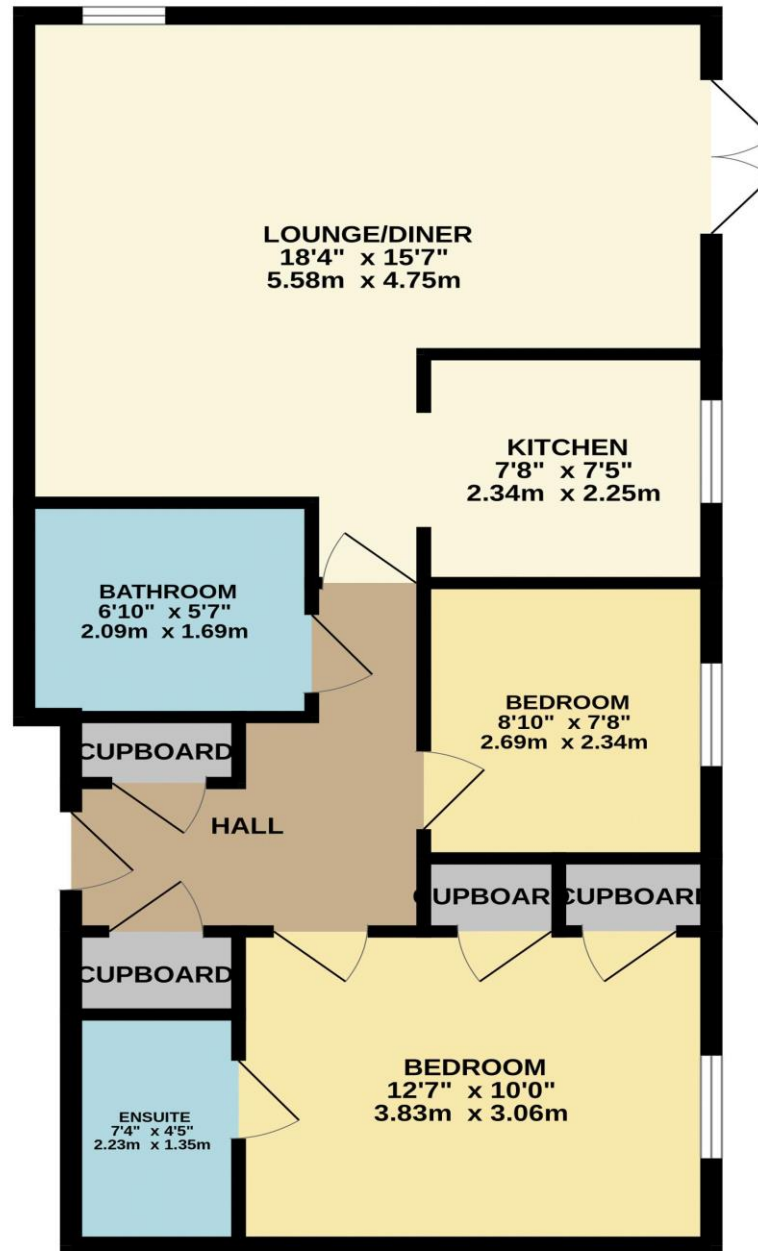 LOUNGE/DINER
18'4" x 15'7"
5.58m x 4.75m
KITCHEN
7'8" x 7'5"
2.34m x 2.25m
BATHROOM
6'10" x 5'7"
2.09m x 1.69m
BEDROOM
8'10" x 7'8"
2.69m x 2.34m
CUPBOARD
HALL
CUPBOARD
CUPBOARD
CUPBOARD
BEDROOM
12'7" x 10'0"
3.83m x 3.06m
ENSUITE
7'4" x 4'5"
2.23m x 1.35m